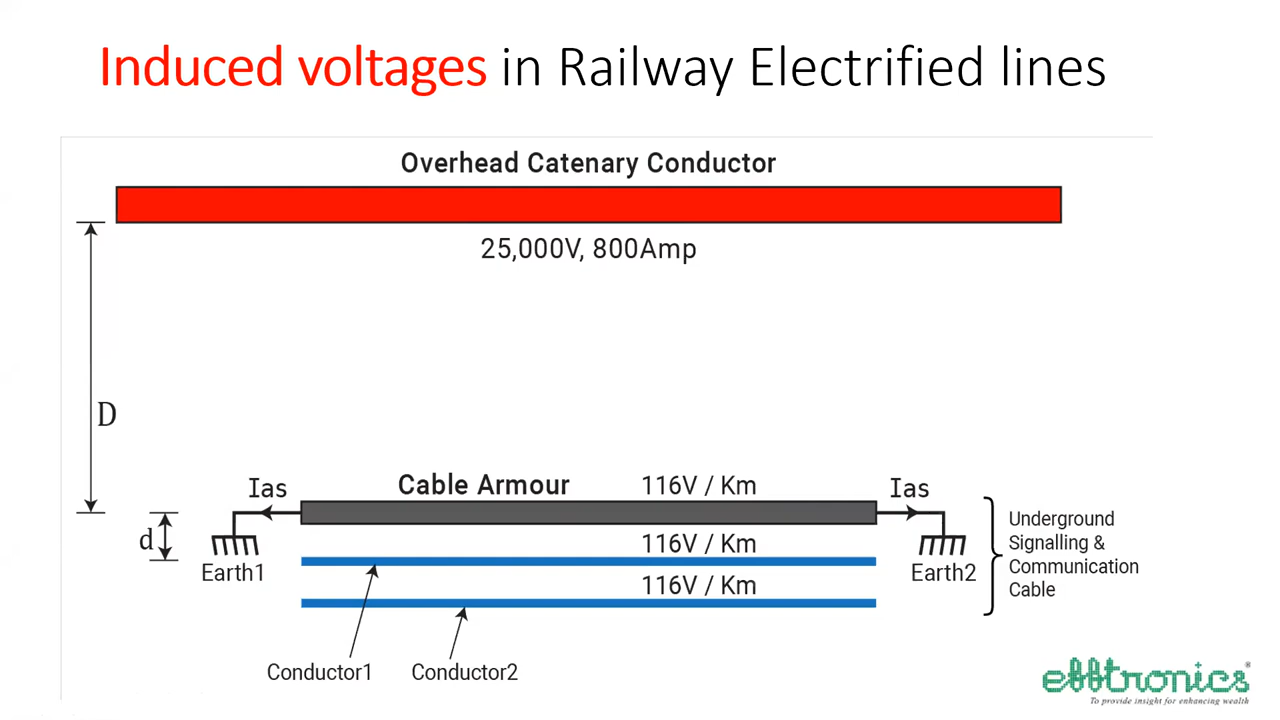 Induced voltages in Railway Electrified lines
Overhead Catenary Conductor
25,000V, 800Amp
D
Ias
Cable Armour
116V / Km
Ias
d
116V / Km
Earth1
116V / Km
Earth2
Underground
Signalling &
Communication
Cable
Conductor1
Conductor2
efftronics
®
To provide insight for enhancing wealth